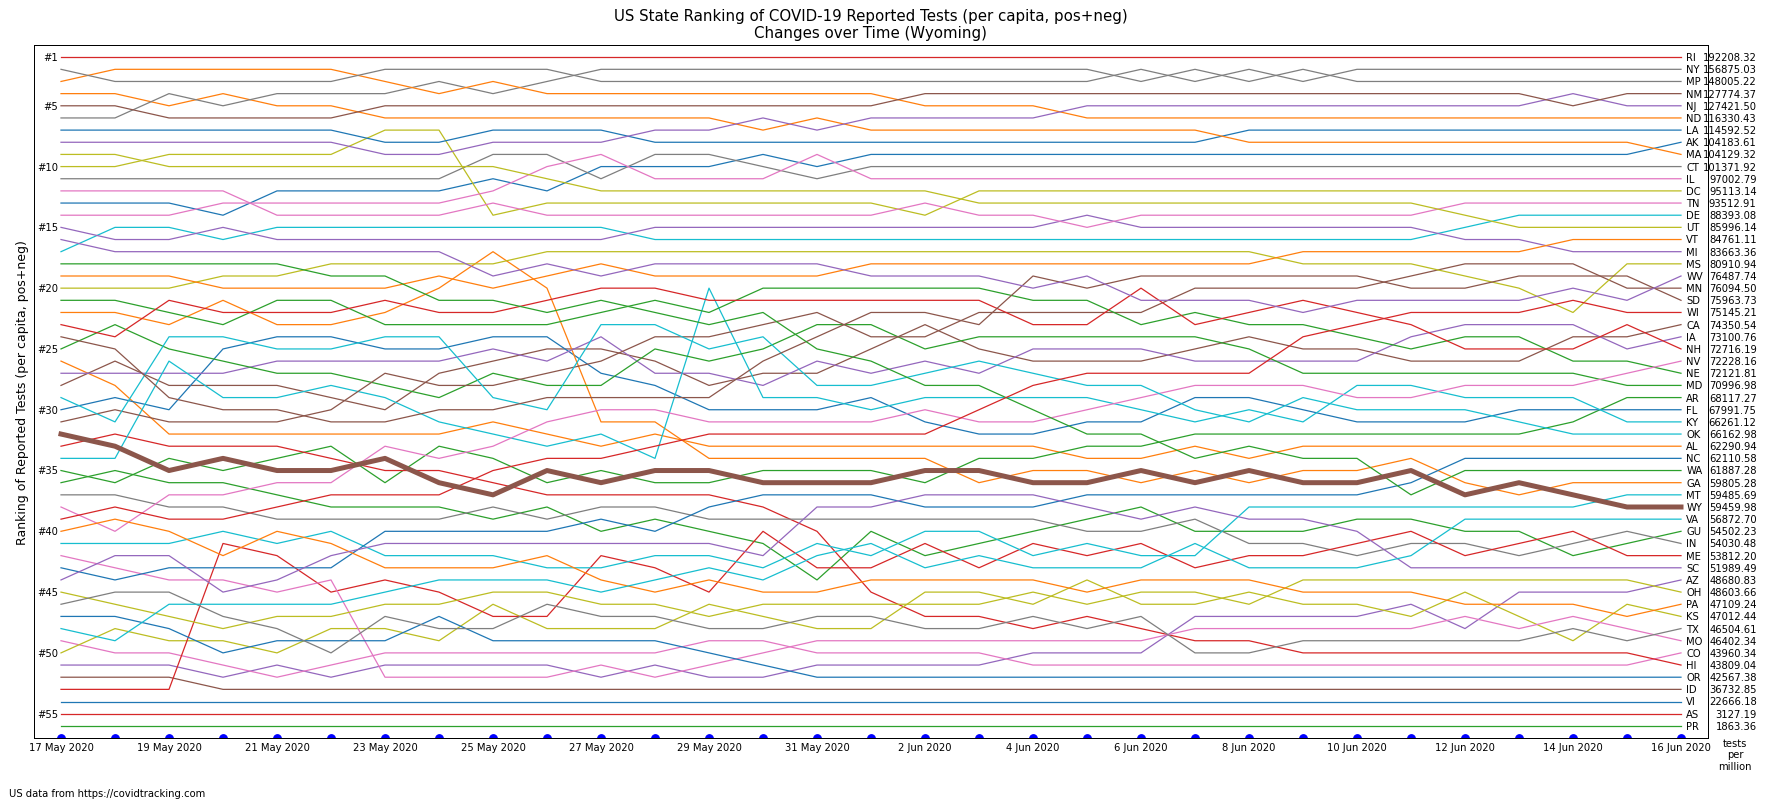 US State Ranking of COVID-19 Reported Tests (per capita, pos+neg)
Changes over Time (Wyoming)
Ranking of Reported Tests (per capita, pos+neg)
#1
#5
#10
#15
#20
#25
#30
#35
#40
#45
#50
#55
RI 192208.32
NY 156875.03
MP 148005.22
NM 127774.37
NJ 127421.50
ND 116330.43
LA 114592.52
AK 104183.61
MA 104129.32
CT 101371.92
IL 97002.79
DC 95113.14
TN 93512.91
DE 88393.08
UT 85996.14
VT 84761.11
MI 83663.36
MS 80910.94
WV 76487.74
MN 76094.50
SD 75963.73
WI 75145.21
CA 74350.54
IA 73100.76
NH 72716.19
NV 72228.16
NE 72121.81
MD 70996.98
AR 68117.27
FL 67991.75
KY 66261.12
OK 66162.98
AL 62290.94
NC 62110.58
WA 61887.28
GA 59805.28
MT 59485.69
WY 59459.98
VA 56872.70
GU 54502.23
IN 54030.48
ME 53812.20
SC 51989.49
AZ 48680.83
OH 48603.66
PA 47109.24
KS 47012.44
TX 46504.61
MO 46402.34
CO 43960.34
HI 43809.04
OR 42567.38
ID 36732.85
VI 22666.18
AS 3127.19
PR 1863.36
17 May 2020 19 May 2020 21 May 2020 23 May 2020 25 May 2020 27 May 2020 29 May 2020 31 May 2020 2 Jun 2020 4 Jun 2020 6 Jun 2020 8 Jun 2020 10 Jun 2020 12 Jun 2020 14 Jun 2020 16 Jun 2020
tests
per
million
US data from https://covidtracking.com